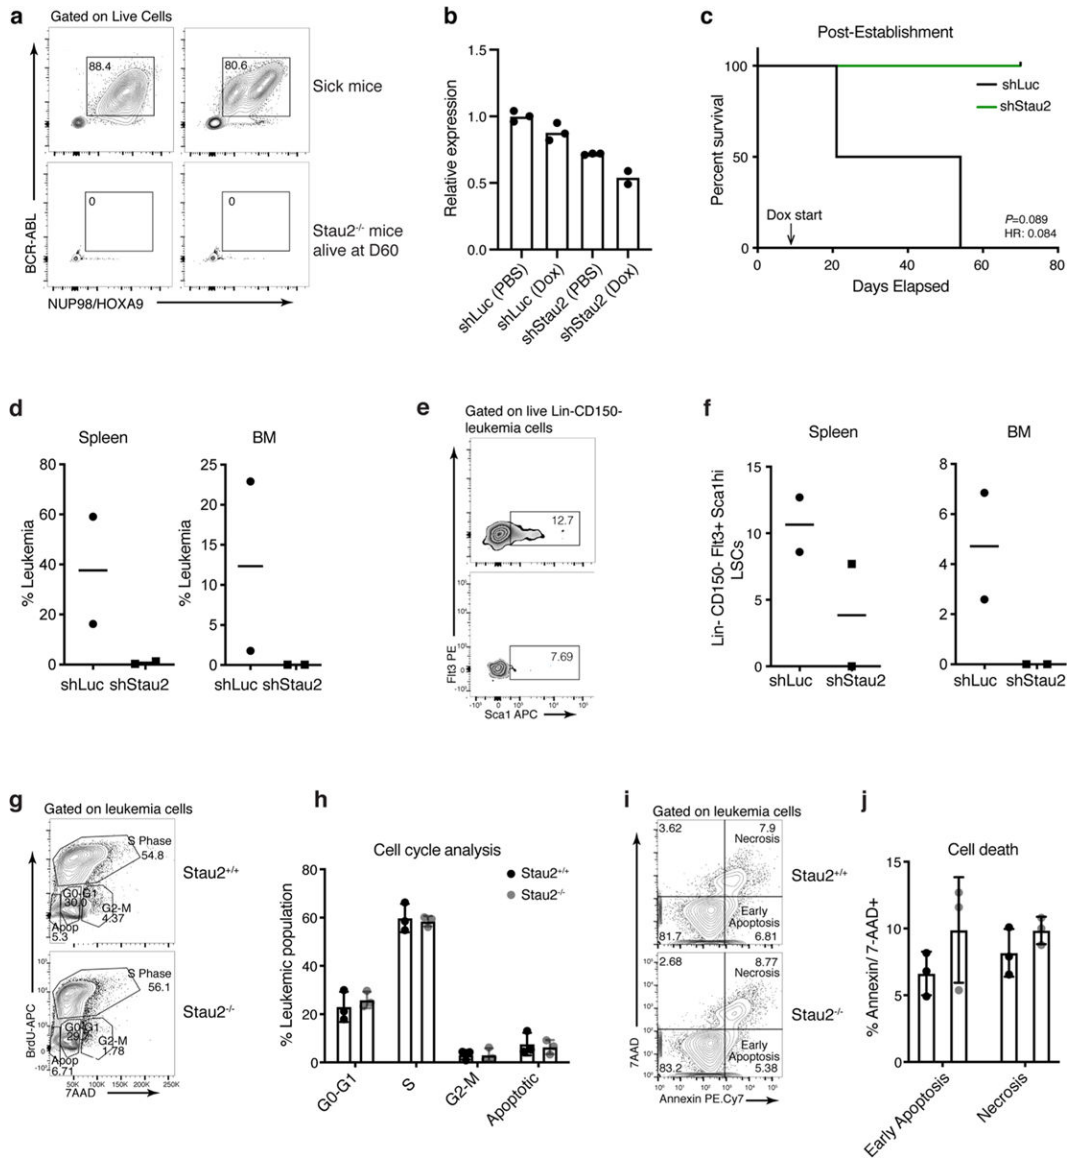 a
Gated on Live Cells
88.4
80.6
Sick mice
0
0
Stau2-/- mice
alive at D60
BCR-ABL
NUP98/HOXA9
b
Relative expression
1.5
1.0
0.5
0.0
shLuc (PBS)
shLuc (Dox)
shStau2 (PBS)
shStau2 (Dox)
c
Post-Establishment
Percent survival
100
50
0
shLuc
shStau2
Dox start
P=0.089
HR: 0.084
0 20 40 60 80
Days Elapsed
d
Spleen
% Leukemia
80
60
40
20
0
shLuc shStau2
BM
% Leukemia
25
20
15
10
5
0
shLuc shStau2
e
Gated on live Lin-CD150-
leukemia cells
12.7
7.69
Flt3 PE
Sca1 APC
f
Spleen
Lin- CD150- Flt3+ Sca1hi
LSCs
15
10
5
0
shLuc shStau2
BM
8
6
4
2
0
shLuc shStau2
g
Gated on leukemia cells
S Phase
54.8
G0-G1
30.0
G2-M
4.37
Apop
5.3
Stau2+/+
S Phase
56.1
G0-G1
G2-M
1.78
Apop
6.71
Stau2-/-
BrdU-APC
50K 100K 150K 200K 250K
7AAD
h
Cell cycle analysis
% Leukemic population
80
60
40
20
0
Stau2+/+
Stau2-/-
G0-G1
S
G2-M
Apoptotic
i
Gated on leukemia cells
3.62
7.9
Necrosis
Early
Apoptosis
81.7
6.81
Stau2+/+
2.68
8.77
Necrosis
Early
Apoptosis
83.2
5.38
Stau2-/-
7AAD
Annexin PE.Cy7
j
Cell death
% Annexin/ 7-AAD+
15
10
5
0
Early Apoptosis
Necrosis